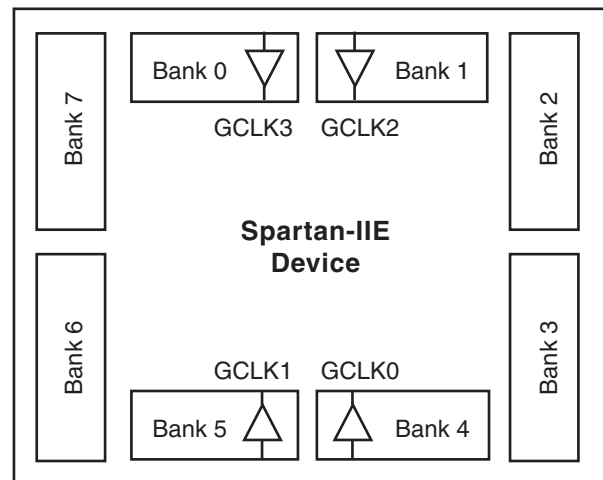 Bank 0
Bank 1
GCLK3
GCLK2
Bank 7
Bank 2
Spartan-IIE
Device
Bank 6
Bank 3
GCLK1
GCLK0
Bank 5
Bank 4